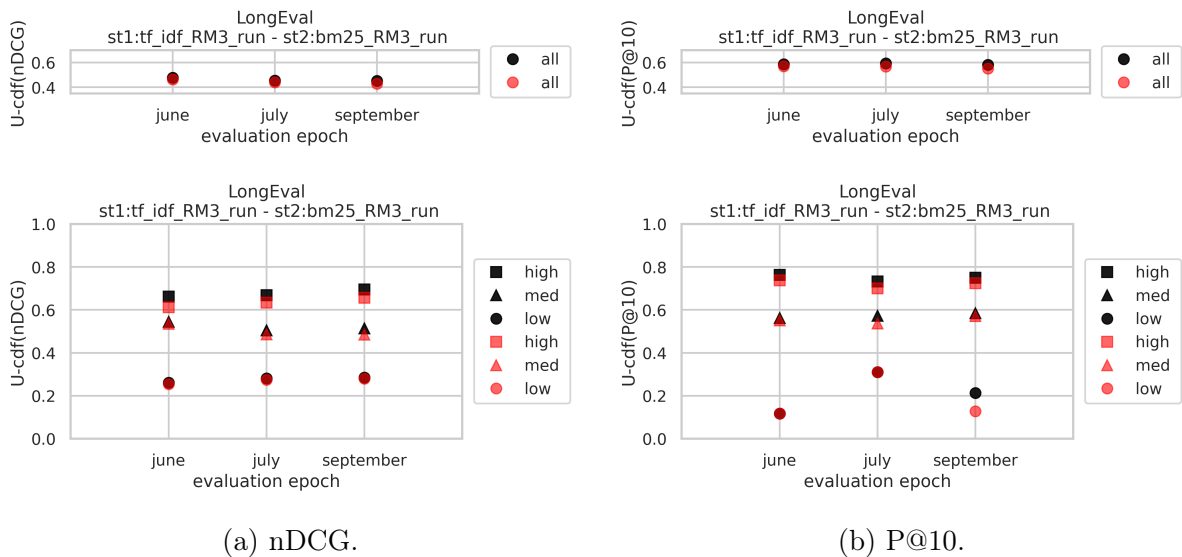 LongEval
st1:tf_idf_RM3_run - st2:bm25_RM3_run
U-cdf(nDCG)
0.6
0.4
june july september
evaluation epoch
all
all
LongEval
st1:tf_idf_RM3_run - st2:bm25_RM3_run
U-cdf(P@10)
0.6
0.4
june july september
evaluation epoch
all
all
LongEval
st1:tf_idf_RM3_run - st2:bm25_RM3_run
U-cdf(nDCG)
1.0
0.8
0.6
0.4
0.2
0.0
june july september
evaluation epoch
high
med
low
high
med
low
LongEval
st1:tf_idf_RM3_run - st2:bm25_RM3_run
U-cdf(P@10)
1.0
0.8
0.6
0.4
0.2
0.0
june july september
evaluation epoch
high
med
low
high
med
low
(a) nDCG.
(b) P@10.